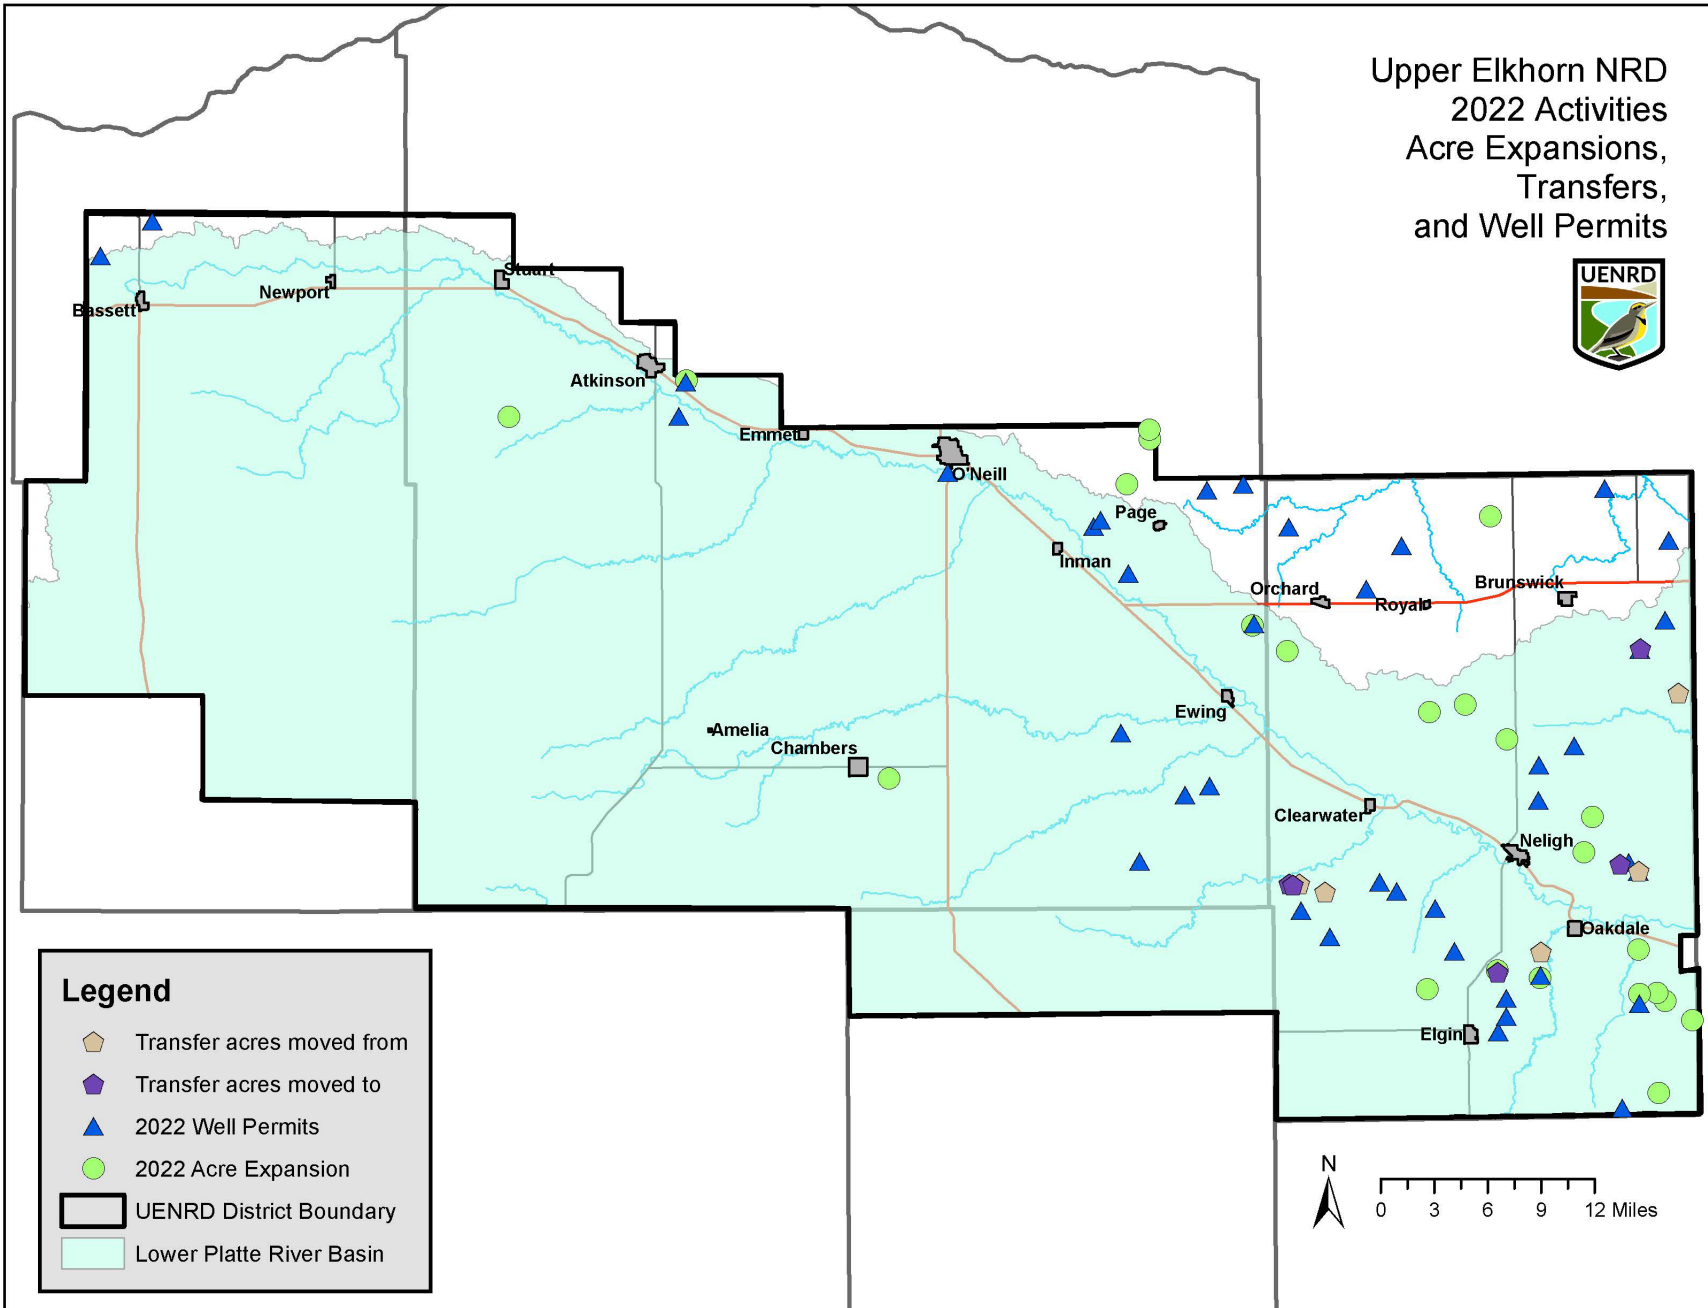 Upper Elkhorn NRD
2022 Activities
Acre Expansions,
Transfers,
and Well Permits
UENRD
Stuart
Newport
Bassett
Atkinson
Emmet
O'Neill
Page
Inman
Orchard
Royal
Brunswick
Ewing
Amelia
Chambers
Clearwater
Neligh
Oakdale
Elgin
Legend
Transfer acres moved from
Transfer acres moved to
2022 Well Permits
2022 Acre Expansion
UENRD District Boundary
Lower Platte River Basin
N
0 3 6 9 12 Miles